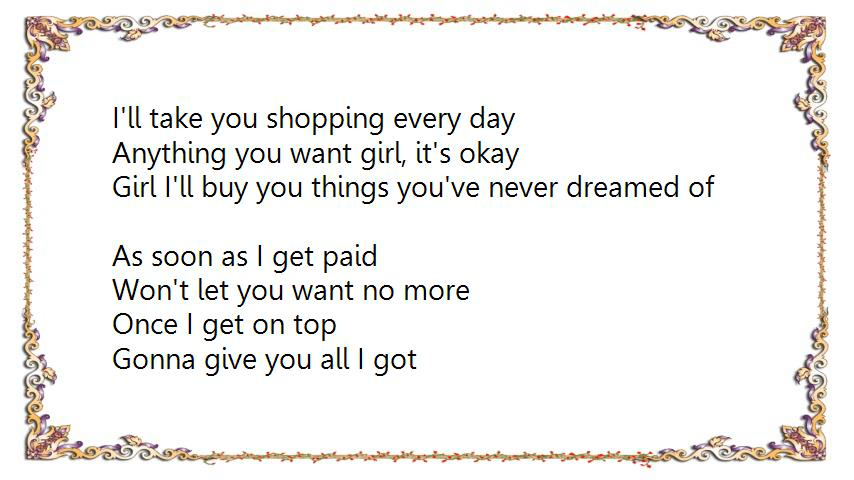 I'll take you shopping every day
Anything you want girl, it's okay
Girl I'll buy you things you've never dreamed of
As soon as I get paid
Won't let you want no more
Once I get on top
Gonna give you all I got